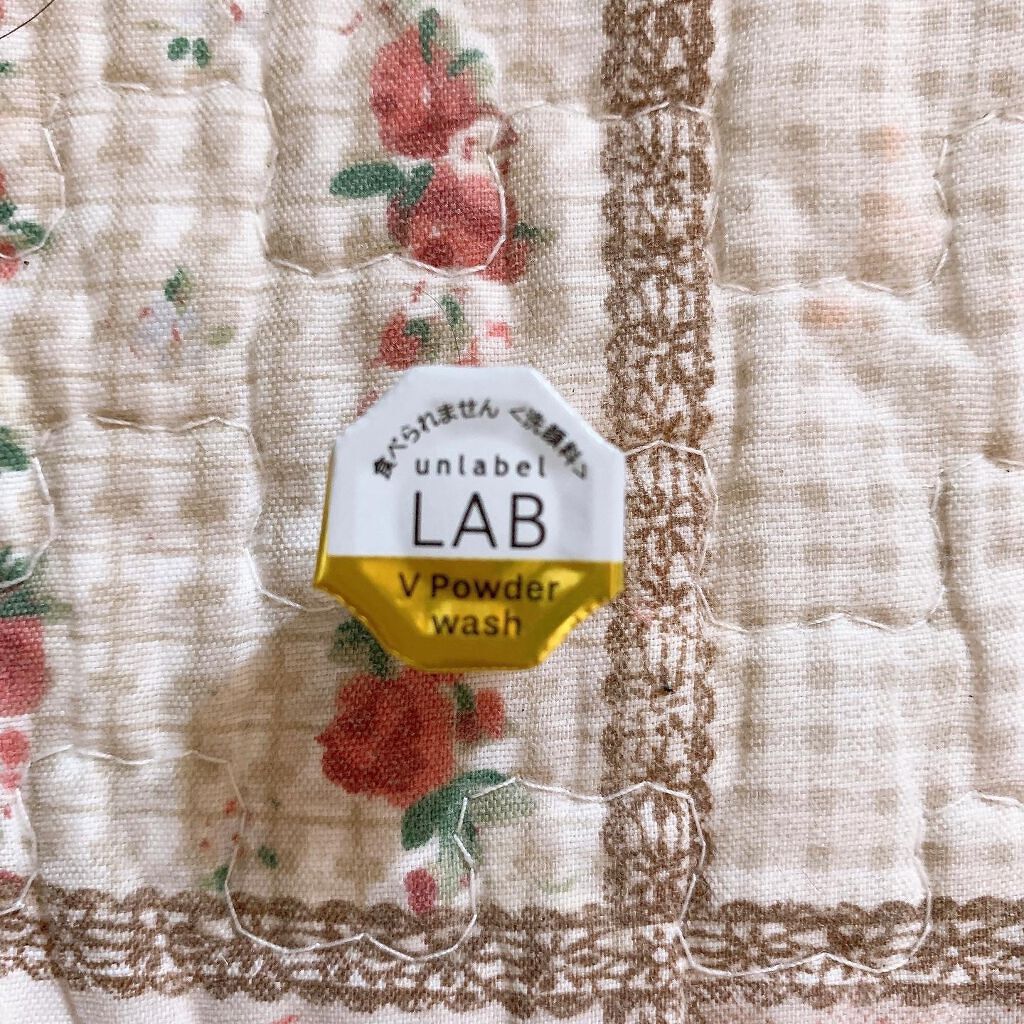 食べられません <洗顔料>
unlabel
LAB
V Powder
wash